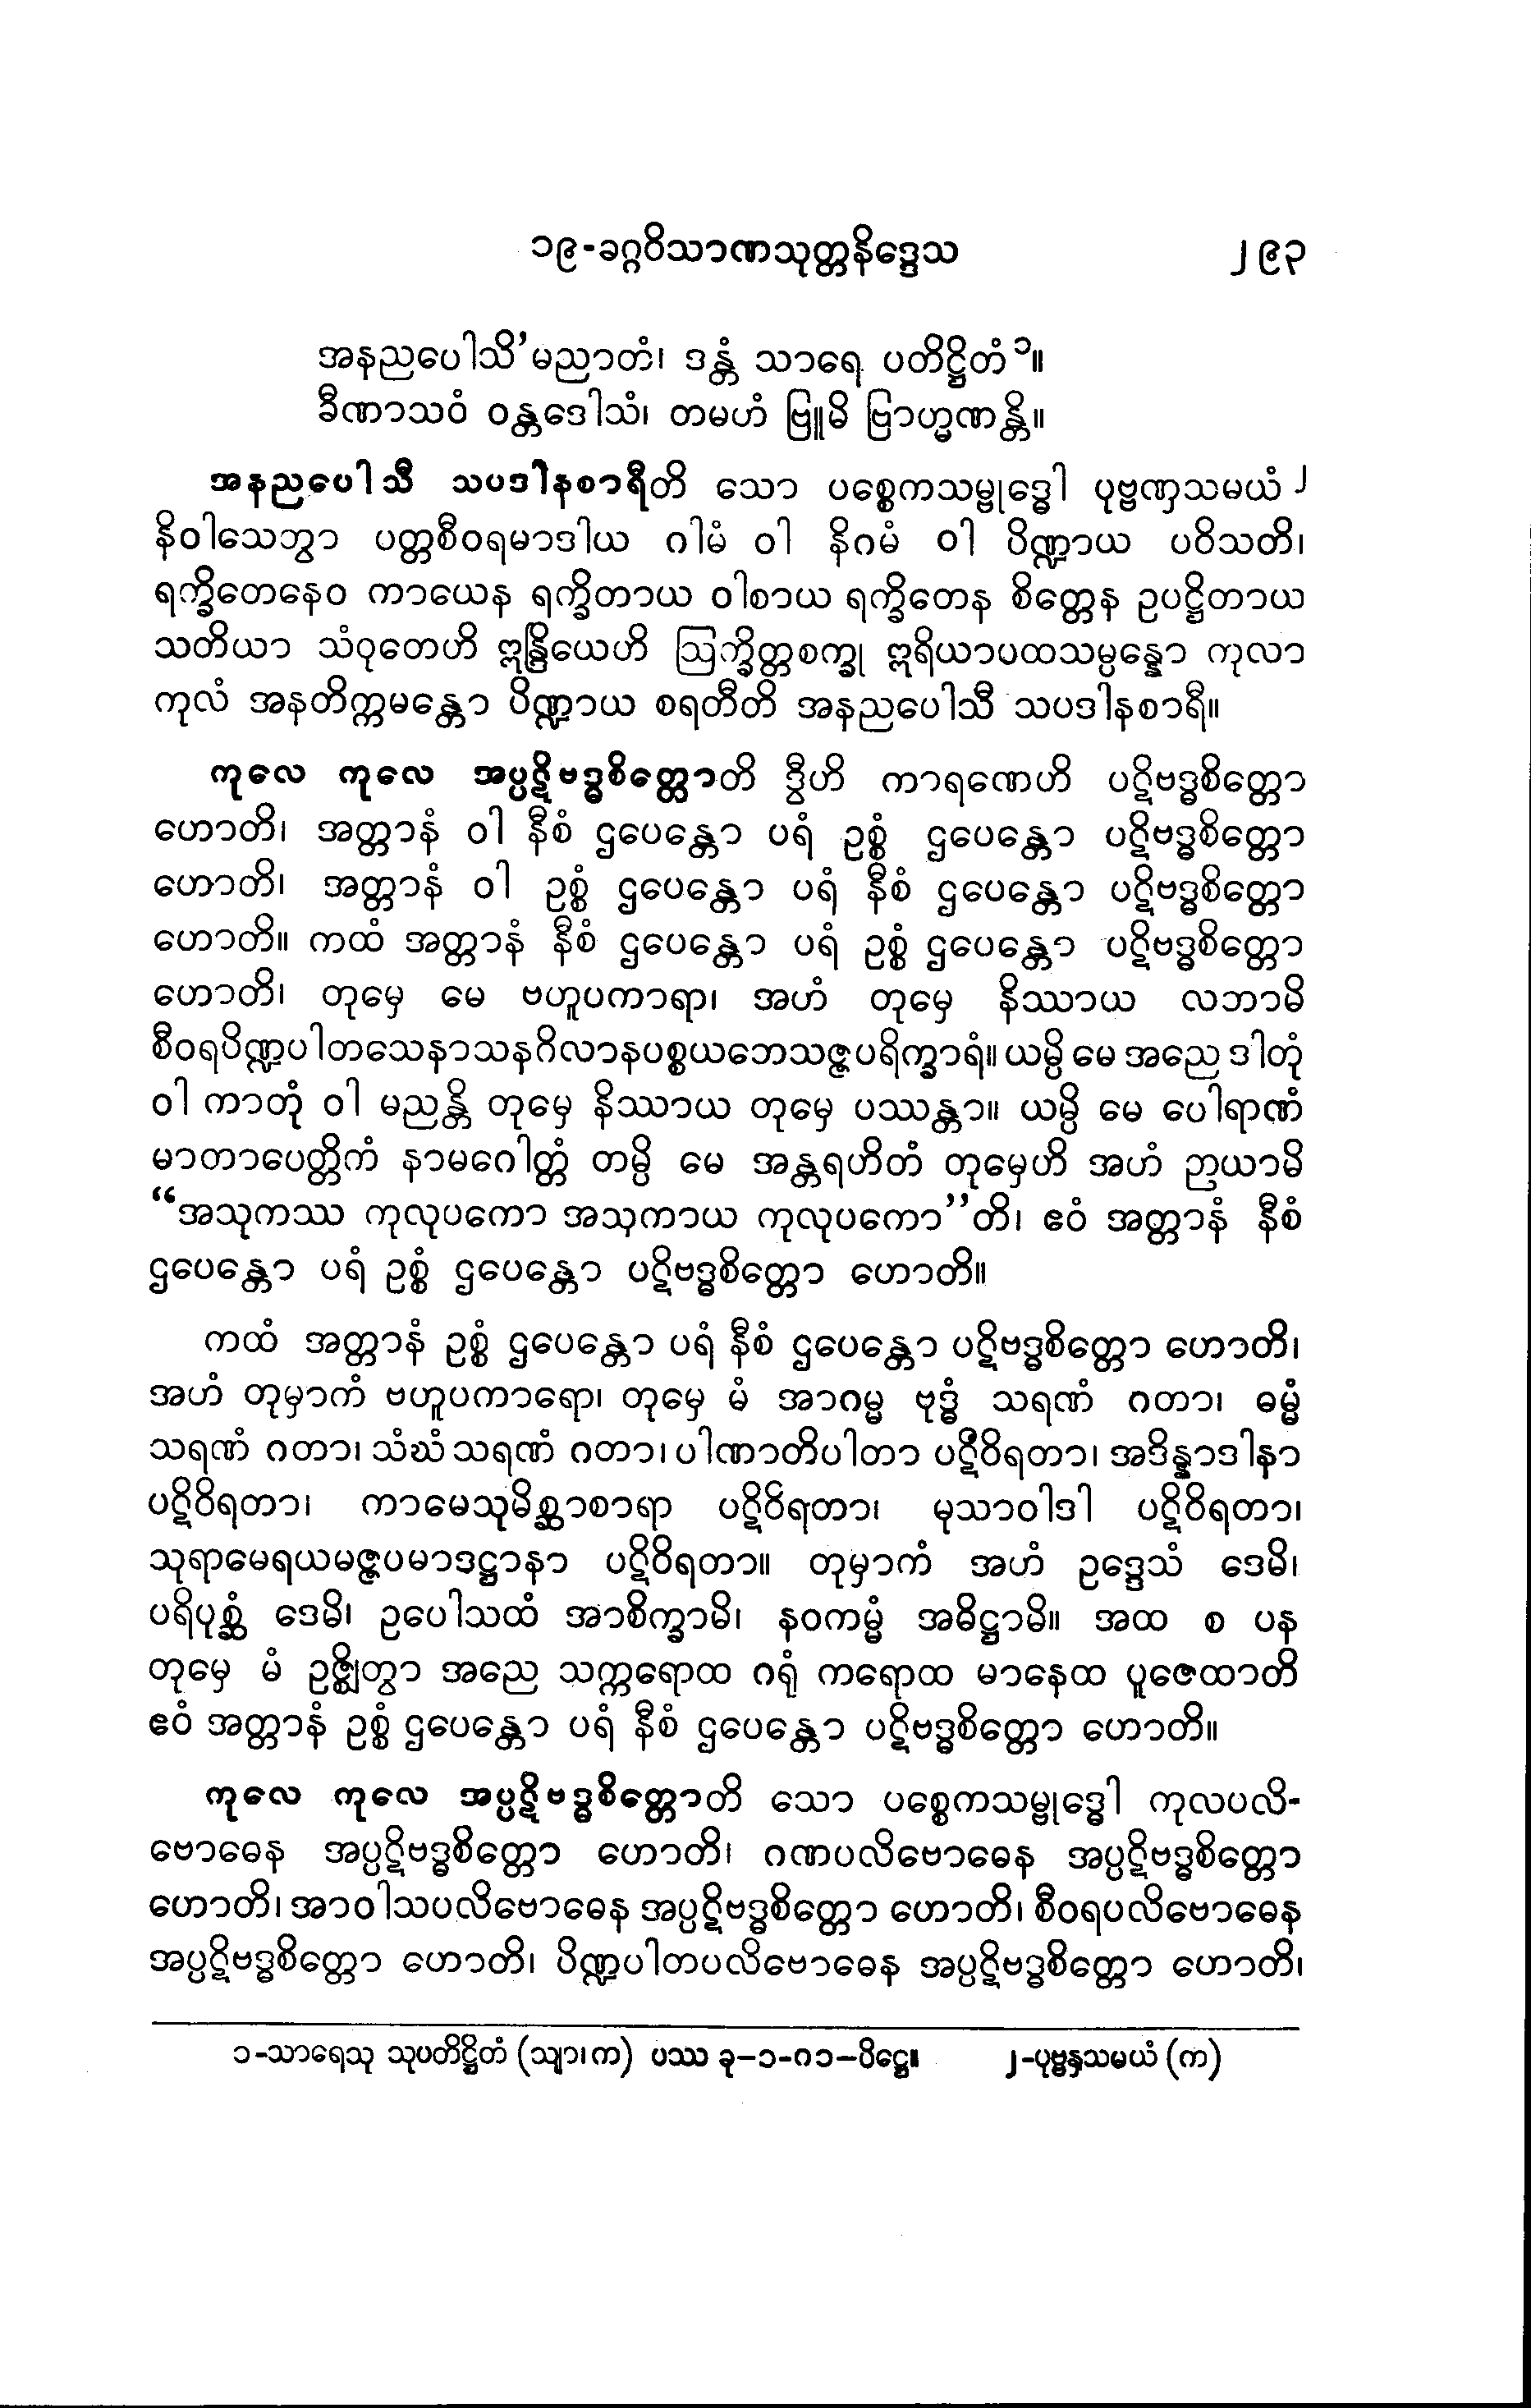 ၁၉-ခဂ္ဂဝိသာဏသုတ္တနိဒ္ဒေသ ၂၉၃
အနညပေါသိ’မညာတံ၊ ဒန္တံ သာရေ ပတိဋ္ဌိတံ ၁။
ခီဏာသဝံ ဝန္တဒေါသံ၊ တမဟံ ဗြူမိ ဗြာဟ္မဏန္တိ။
အနညပေါသီ သပဒါနစာရီတိ သော ပစ္စေကသမ္ဗုဒ္ဓေါ ပုဗ္ဗဏှသမယံ ၂
နိဝါသေတွာ ပတ္တစီဝရမာဒါယ ဂါမံ ဝါ နိဂမံ ဝါ ပိဏ္ဍာယ ပဝိသတိ၊
ရက္ခိတေနေဝ ကာယေန ရက္ခိတာယ ဝါစာယ ရက္ခိတေန စိတ္တေန ဥပဋ္ဌိတာယ
သတိယာ သံဝုတေဟိ ဣန္ဒြိယေဟိ ဩက္ခိတ္တစက္ခု ဣရိယာပထသမ္ပန္နော ကုလာ
ကုလံ အနတိက္ကမန္တော ပိဏ္ဍာယ စရတီတိ အနညပေါသီ သပဒါနစာရီ။
ကုလေ ကုလေ အပ္ပဋိဗဒ္ဓစိတ္တောတိ ဒွီဟိ ကာရဏေဟိ ပဋိဗဒ္ဓစိတ္တော
ဟောတိ၊ အတ္တာနံ ဝါ နီစံ ဌပေန္တော ပရံ ဥစ္စံ ဌပေန္တော ပဋိဗဒ္ဓစိတ္တော
ဟောတိ၊ အတ္တာနံ ဝါ ဥစ္စံ ဌပေန္တော ပရံ နီစံ ဌပေန္တော ပဋိဗဒ္ဓစိတ္တော
ဟောတိ။ ကထံ အတ္တာနံ နီစံ ဌပေန္တော ပရံ ဥစ္စံ ဌပေန္တော ပဋိဗဒ္ဓစိတ္တော
ဟောတိ၊ တုမှေ မေ ဗဟူပကာရာ၊ အဟံ တုမှေ နိဿာယ လဘာမိ
စီဝရပိဏ္ဍပါတသေနာသနဂိလာနပစ္စယဘေသဇ္ဇပရိက္ခာရံ။ ယမ္ပိ မေ အညေ ဒါတုံ
ဝါ ကာတုံ ဝါ မညန္တိ တုမှေ နိဿာယ တုမှေ ပဿန္တာ။ ယမ္ပိ မေ ပေါရာဏံ
မာတာပေတ္တိကံ နာမဂေါတ္တံ တမ္ပိ မေ အန္တရဟိတံ တုမှေဟိ အဟံ ဉာယာမိ
“အသုကဿ ကုလုပကော အသုကာယ ကုလုပကော”တိ၊ ဧဝံ အတ္တာနံ နီစံ
ဌပေန္တော ပရံ ဥစ္စံ ဌပေန္တော ပဋိဗဒ္ဓစိတ္တော ဟောတိ။
ကထံ အတ္တာနံ ဥစ္စံ ဌပေန္တော ပရံ နီစံ ဌပေန္တော ပဋိဗဒ္ဓစိတ္တော ဟောတိ၊
အဟံ တုမှာကံ ဗဟူပကာရော၊ တုမှေ မံ အာဂမ္မ ဗုဒ္ဓံ သရဏံ ဂတာ၊ ဓမ္မံ
သရဏံ ဂတာ၊ သံဃံ သရဏံ ဂတာ၊ ပါဏာတိပါတာ ပဋိဝိရတာ၊ အဒိန္နာဒါနာ
ပဋိဝိရတာ၊ ကာမေသုမိစ္ဆာစာရာ ပဋိဝိရတာ၊ မုသာဝါဒါ ပဋိဝိရတာ၊
သုရာမေရယမဇ္ဇပမာဒဋ္ဌာနာ ပဋိဝိရတာ။ တုမှာကံ အဟံ ဥဒ္ဒေသံ ဒေမိ၊
ပရိပုစ္ဆံ ဒေမိ၊ ဥပေါသထံ အာစိက္ခာမိ၊ နဝကမ္မံ အဓိဋ္ဌာမိ။ အထ စ ပန
တုမှေ မံ ဥဇ္ဈိတွာ အညေ သက္ကရောထ ဂရုံ ကရောထ မာနေထ ပူဇေထာတိ
ဧဝံ အတ္တာနံ ဥစ္စံ ဌပေန္တော ပရံ နီစံ ဌပေန္တော ပဋိဗဒ္ဓစိတ္တော ဟောတိ။
ကုလေ ကုလေ အပ္ပဋိဗဒ္ဓစိတ္တောတိ သော ပစ္စေကသမ္ဗုဒ္ဓေါ ကုလပလိ-
ဗောဓေန အပ္ပဋိဗဒ္ဓစိတ္တော ဟောတိ၊ ဂဏပလိဗောဓေန အပ္ပဋိဗဒ္ဓစိတ္တော
ဟောတိ၊ အာဝါသပလိဗောဓေန အပ္ပဋိဗဒ္ဓစိတ္တော ဟောတိ၊ စီဝရပလိဗောဓေန
အပ္ပဋိဗဒ္ဓစိတ္တော ဟောတိ၊ ပိဏ္ဍပါတပလိဗောဓေန အပ္ပဋိဗဒ္ဓစိတ္တော ဟောတိ၊
၁-သာရေသု သုပတိဋ္ဌိတံ (သျာ၊ က) ပဿ ခု–၁-ဂ၁–ပိဋ္ဌေ။ ၂-ပုဗ္ဗန္ဟသမယံ (က)